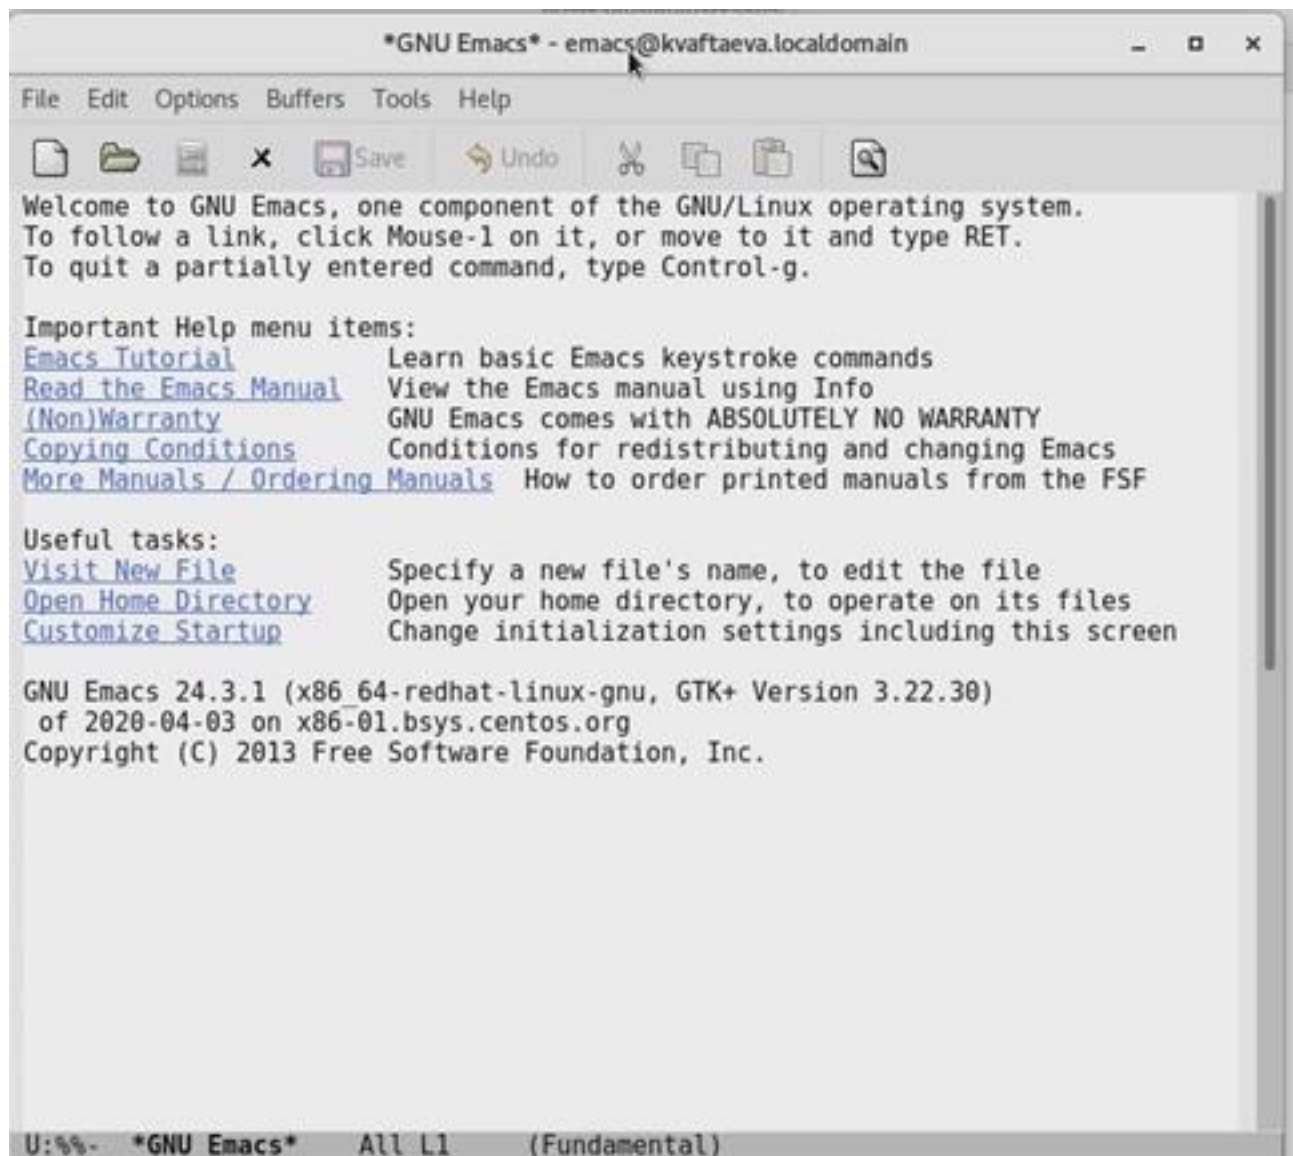 *GNU Emacs* - emacs@kvaftaeva.localdomain
File Edit Options Buffers Tools Help
Save Undo
Welcome to GNU Emacs, one component of the GNU/Linux operating system.
To follow a link, click Mouse-1 on it, or move to it and type RET.
To quit a partially entered command, type Control-g.
Important Help menu items:
Emacs Tutorial Learn basic Emacs keystroke commands
Read the Emacs Manual View the Emacs manual using Info
(Non)Warranty GNU Emacs comes with ABSOLUTELY NO WARRANTY
Copying Conditions Conditions for redistributing and changing Emacs
More Manuals / Ordering Manuals How to order printed manuals from the FSF
Useful tasks:
Visit New File Specify a new file's name, to edit the file
Open Home Directory Open your home directory, to operate on its files
Customize Startup Change initialization settings including this screen
GNU Emacs 24.3.1 (x86_64-redhat-linux-gnu, GTK+ Version 3.22.30)
of 2020-04-03 on x86-01.bsys.centos.org
Copyright (C) 2013 Free Software Foundation, Inc.
U:%%- *GNU Emacs* All L1 (Fundamental)